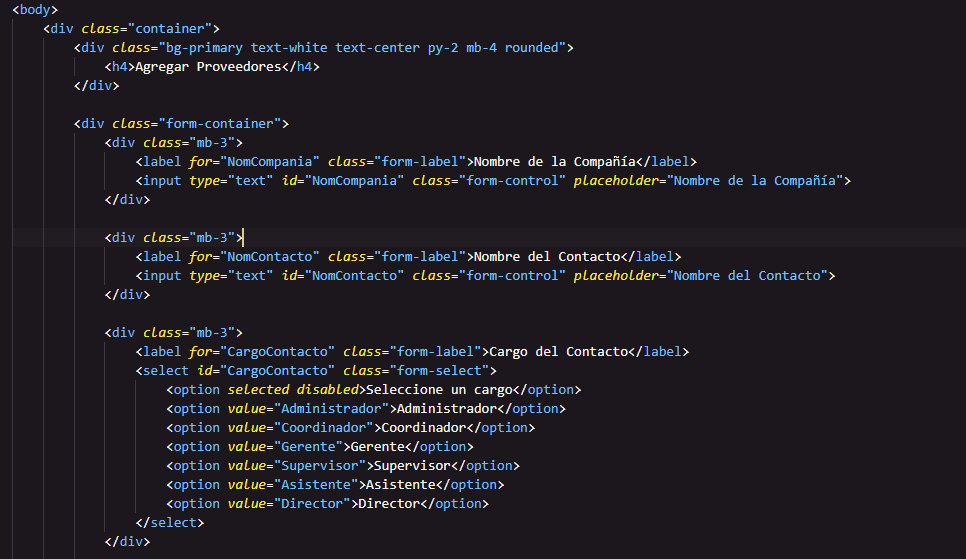 <body>
<div class="container">
<div class="bg-primary text-white text-center py-2 mb-4 rounded">
<h4>Agregar Proveedores</h4>
</div>
<div class="form-container">
<div class="mb-3">
<label for="NomCompania" class="form-label">Nombre de la Compañía</label>
<input type="text" id="NomCompania" class="form-control" placeholder="Nombre de la Compañía">
</div>
<div class="mb-3">
<label for="NomContacto" class="form-label">Nombre del Contacto</label>
<input type="text" id="NomContacto" class="form-control" placeholder="Nombre del Contacto">
</div>
<div class="mb-3">
<label for="CargoContacto" class="form-label">Cargo del Contacto</label>
<select id="CargoContacto" class="form-select">
<option selected disabled>Seleccione un cargo</option>
<option value="Administrador">Administrador</option>
<option value="Coordinador">Coordinador</option>
<option value="Gerente">Gerente</option>
<option value="Supervisor">Supervisor</option>
<option value="Asistente">Asistente</option>
<option value="Director">Director</option>
</select>
</div>